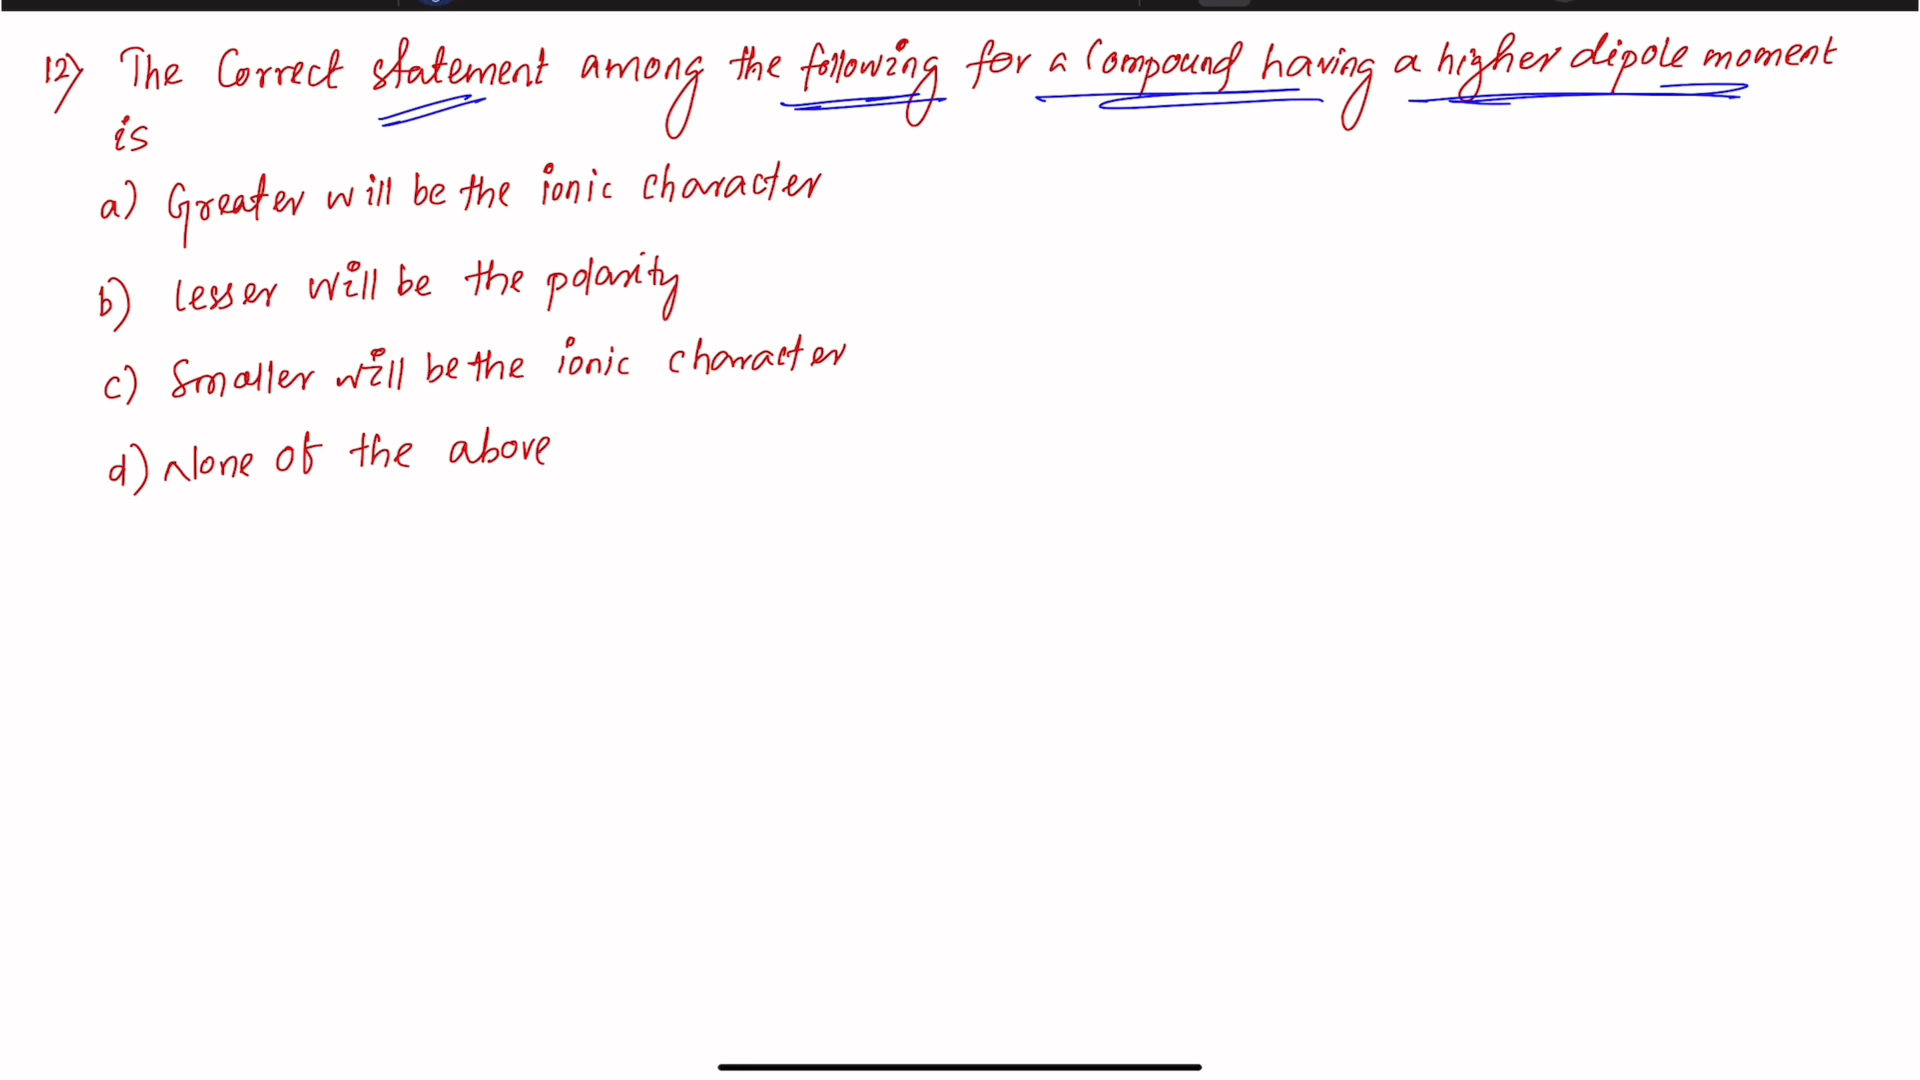 12) The Correct statement among the following for a Compound having a higher dipole moment
is
a) Greater will be the ionic character
b) lesser will be the polarity
c) Smaller will be the ionic character
d) None of the above